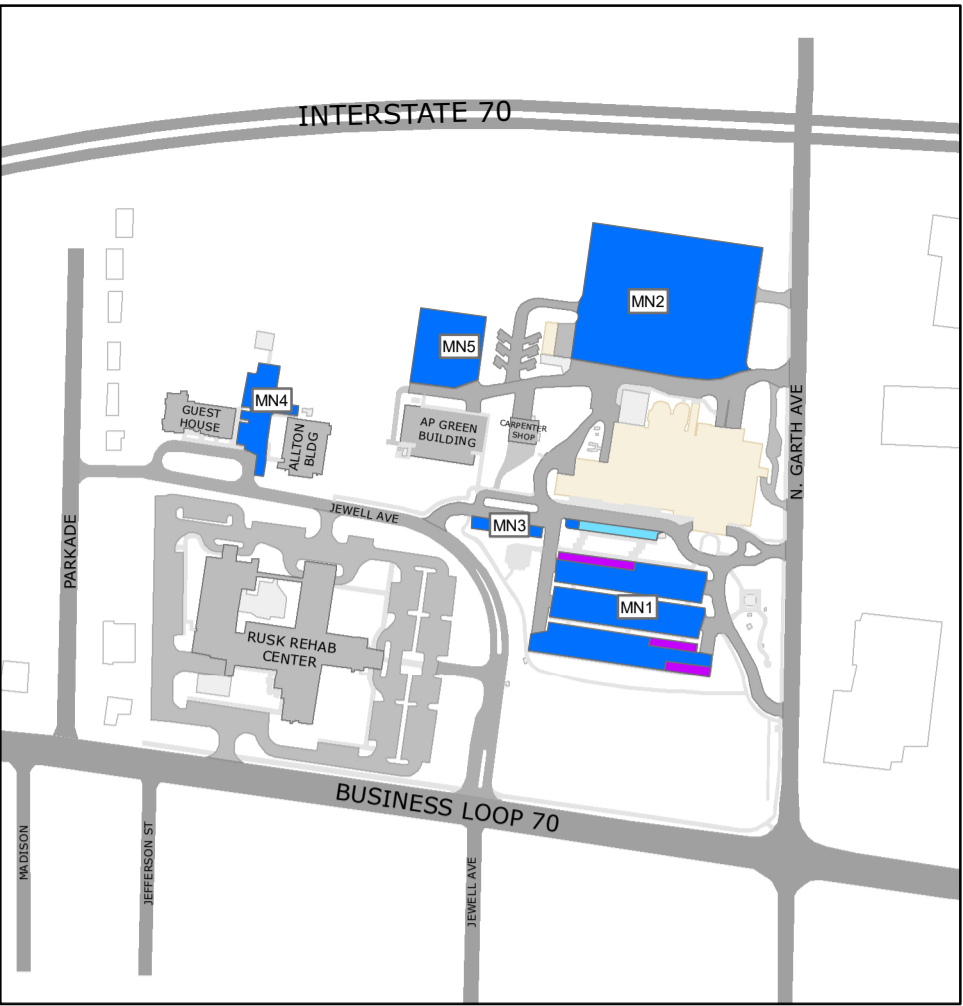 INTERSTATE 70
MN2
MN5
MN4
GUEST
HOUSE
ALLTON
BLDG
AP GREEN
BUILDING
CARPENTER
SHOP
N. GARTH AVE
JEWELL AVE
MN3
PARKADE
MN1
RUSK REHAB
CENTER
BUSINESS LOOP 70
MADISON
JEFFERSON ST
JEWELL AVE